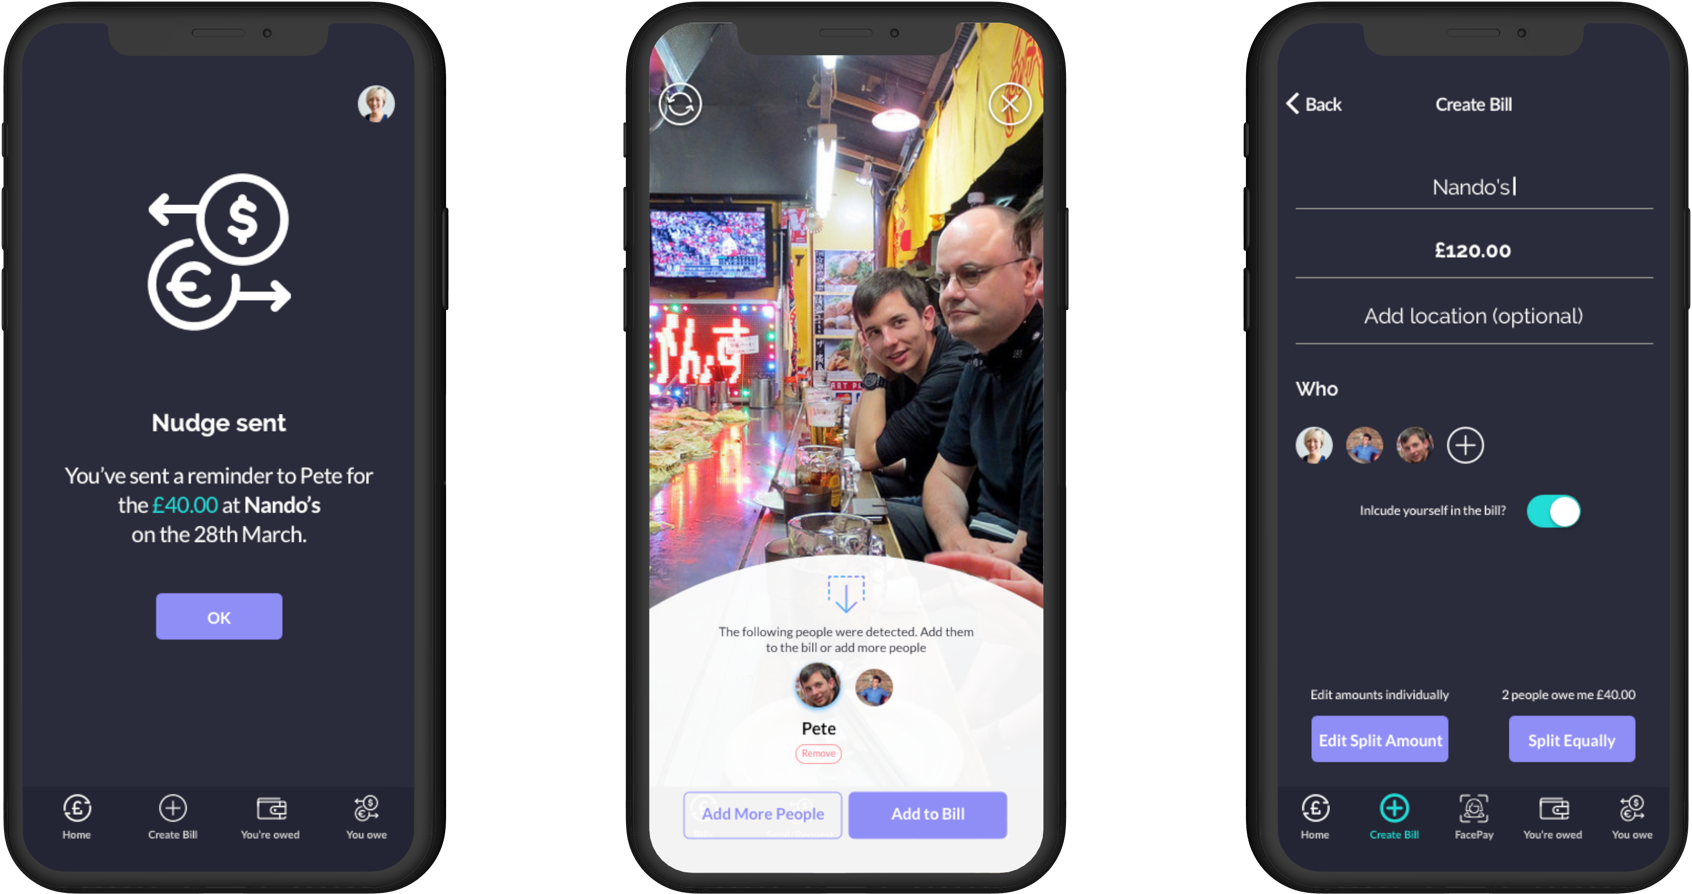 Nudge sent
You've sent a reminder to Pete for
the £40.00 at Nando's
on the 28th March.
OK
Home
Create Bill
You're owed
You owe
ART PL
The following people were detected. Add them
to the bill or add more people
Pete
Remove
Add More People
Add to Bill
Back
Create Bill
Nando's
£120.00
Add location (optional)
Who
Inlcude yourself in the bill?
Edit amounts individually
2 people owe me £40.00
Edit Split Amount
Split Equally
Home
Create Bill
FacePay
You're owed
You owe